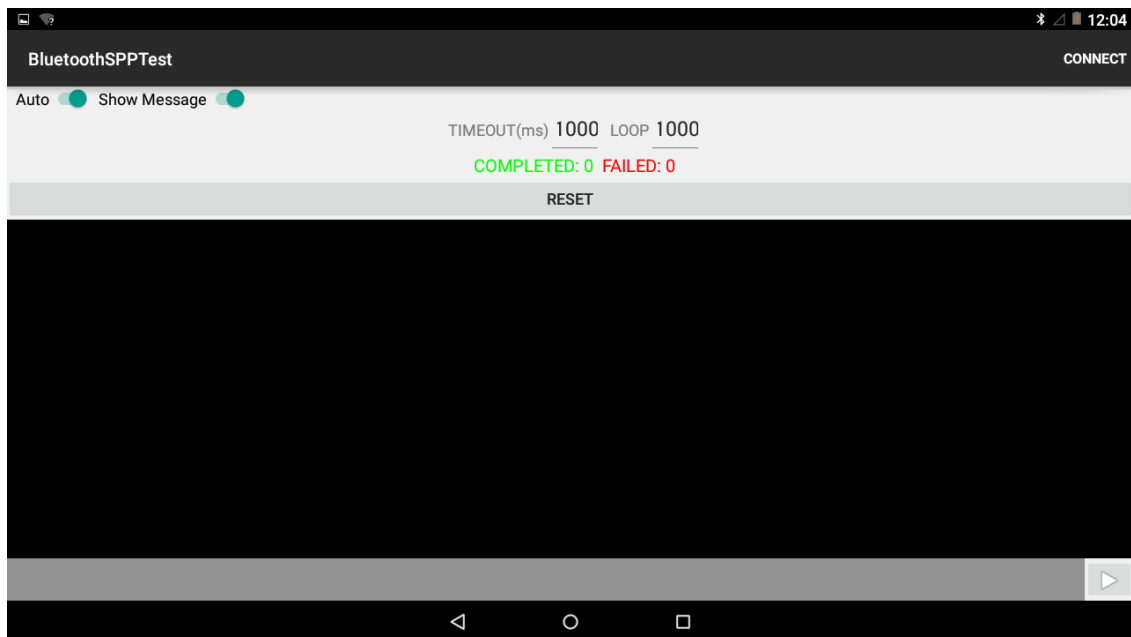 12:04
BluetoothSPPTest CONNECT
Auto Show Message
TIMEOUT(ms) 1000 LOOP 1000
COMPLETED: 0 FAILED: 0
RESET